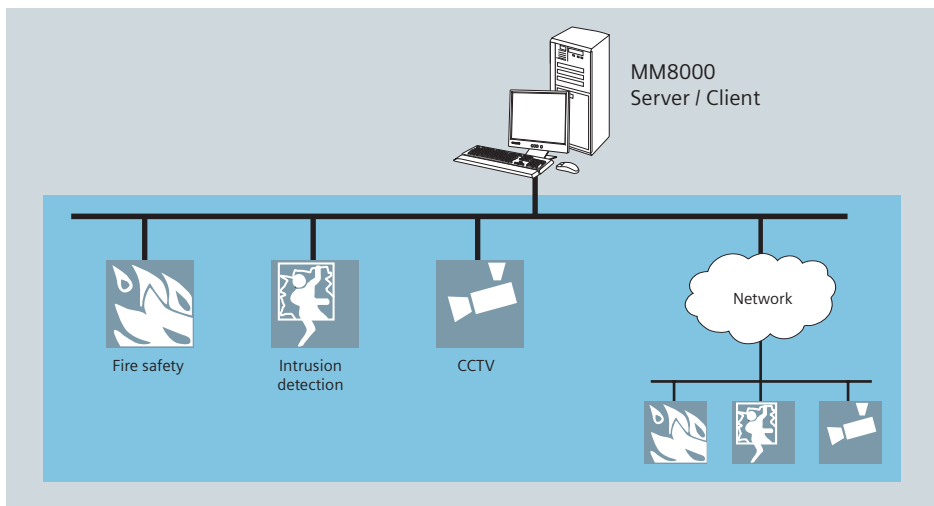 MM8000
Server / Client
Network
Fire safety
Intrusion
detection
CCTV